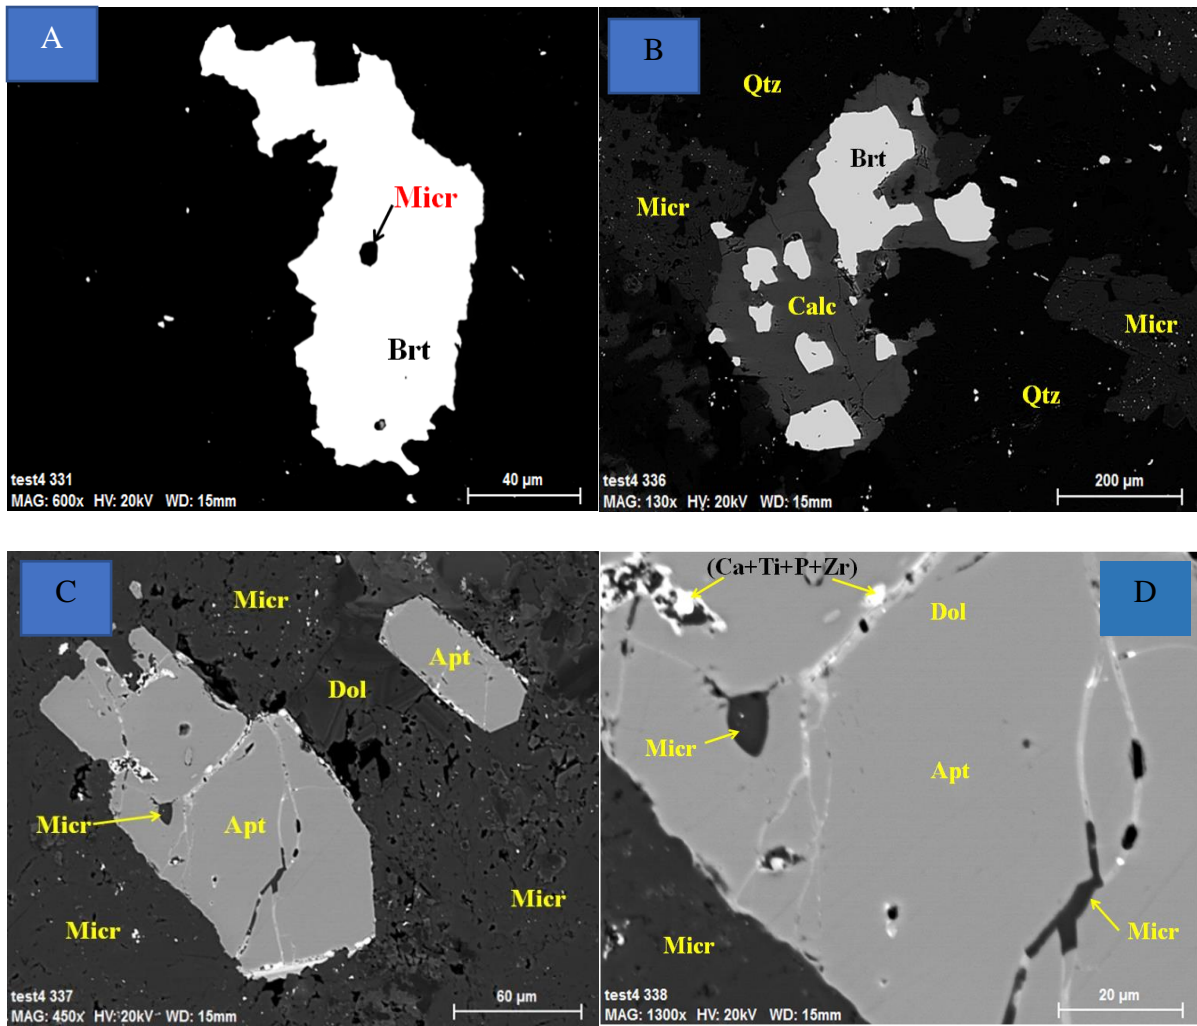 A
Micr
Brt
test4 331
MAG: 600x HV: 20kV WD: 15mm
40 µm
B
Qtz
Brt
Micr
Calc
Micr
Qtz
test4 336
MAG: 130x HV: 20kV WD: 15mm
200 µm
C
Micr
Apt
Dol
Micr
Apt
Micr
Micr
test4 337
MAG: 450x HV: 20kV WD: 15mm
60 µm
(Ca+Ti+P+Zr)
D
Dol
Micr
Apt
Micr
Micr
test4 338
MAG: 1300x HV: 20kV WD: 15mm
20 µm